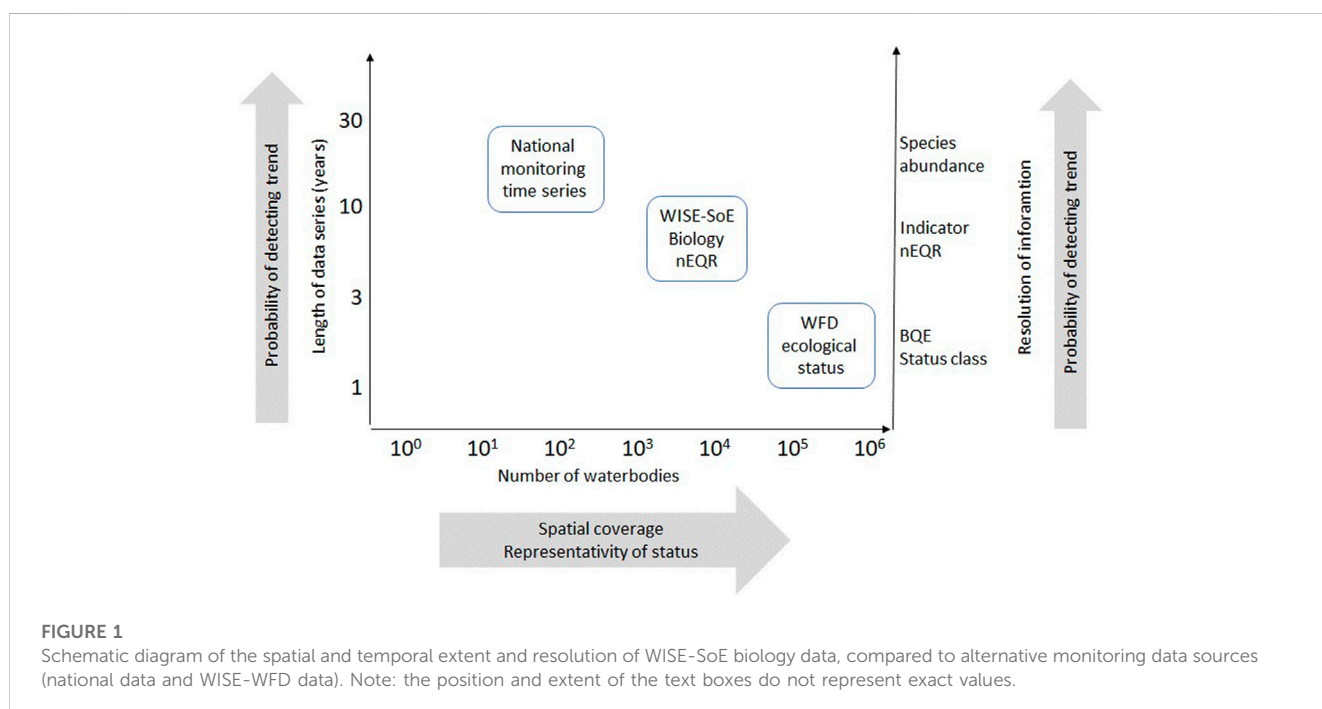 Probability of detecting trend
Length of data series (years)
30
10
3
1
National
monitoring
time series
WISE-SoE
Biology
nEQR
WFD
ecological
status
Species
abundance
Indicator
nEQR
BQE
Status class
Resolution of inforamtion
Probability of detecting trend
10⁰ 10¹ 10² 10³ 10⁴ 10⁵ 10⁶
Number of waterbodies
Spatial coverage
Representativity of status
FIGURE 1
Schematic diagram of the spatial and temporal extent and resolution of WISE-SoE biology data, compared to alternative monitoring data sources
(national data and WISE-WFD data). Note: the position and extent of the text boxes do not represent exact values.